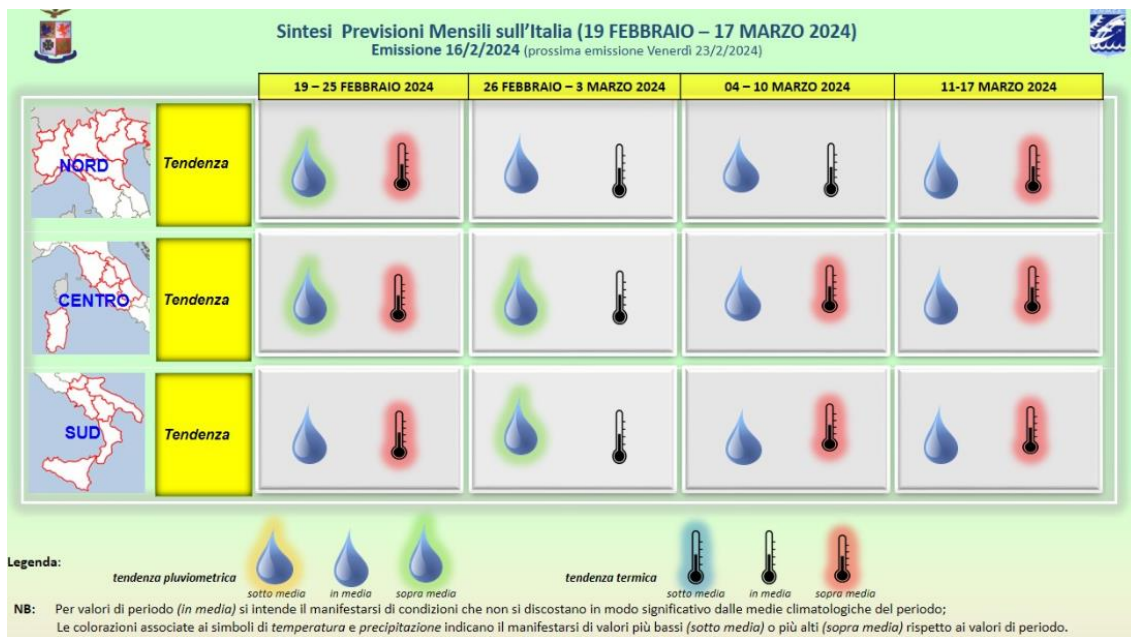 Sintesi Previsioni Mensili sull'Italia (19 FEBBRAIO – 17 MARZO 2024)
Emissione 16/2/2024 (prossima emissione Venerdì 23/2/2024)
19 – 25 FEBBRAIO 2024
26 FEBBRAIO – 3 MARZO 2024
04 – 10 MARZO 2024
11-17 MARZO 2024
NORD
Tendenza
CENTRO
Tendenza
SUD
Tendenza
Legenda:
tendenza pluviometrica
sotto media
in media
sopra media
tendenza termica
sotto media
in media
sopra media
NB: Per valori di periodo (in media) si intende il manifestarsi di condizioni che non si discostano in modo significativo dalle medie climatologiche del periodo;
Le colorazioni associate ai simboli di temperatura e precipitazione indicano il manifestarsi di valori più bassi (sotto media) o più alti (sopra media) rispetto ai valori di periodo.